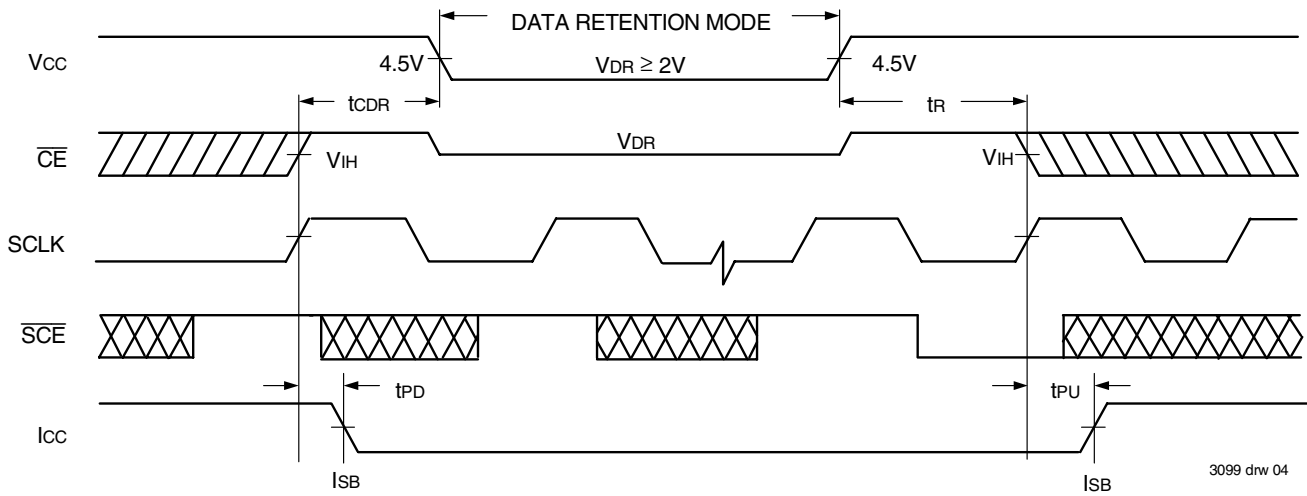 DATA RETENTION MODE
VCC
4.5V
VDR ≥ 2V
4.5V
tCDR
tR
CE
VIH
VDR
VIH
SCLK
SCE
tPD
tPU
ICC
ISB
ISB
3099 drw 04